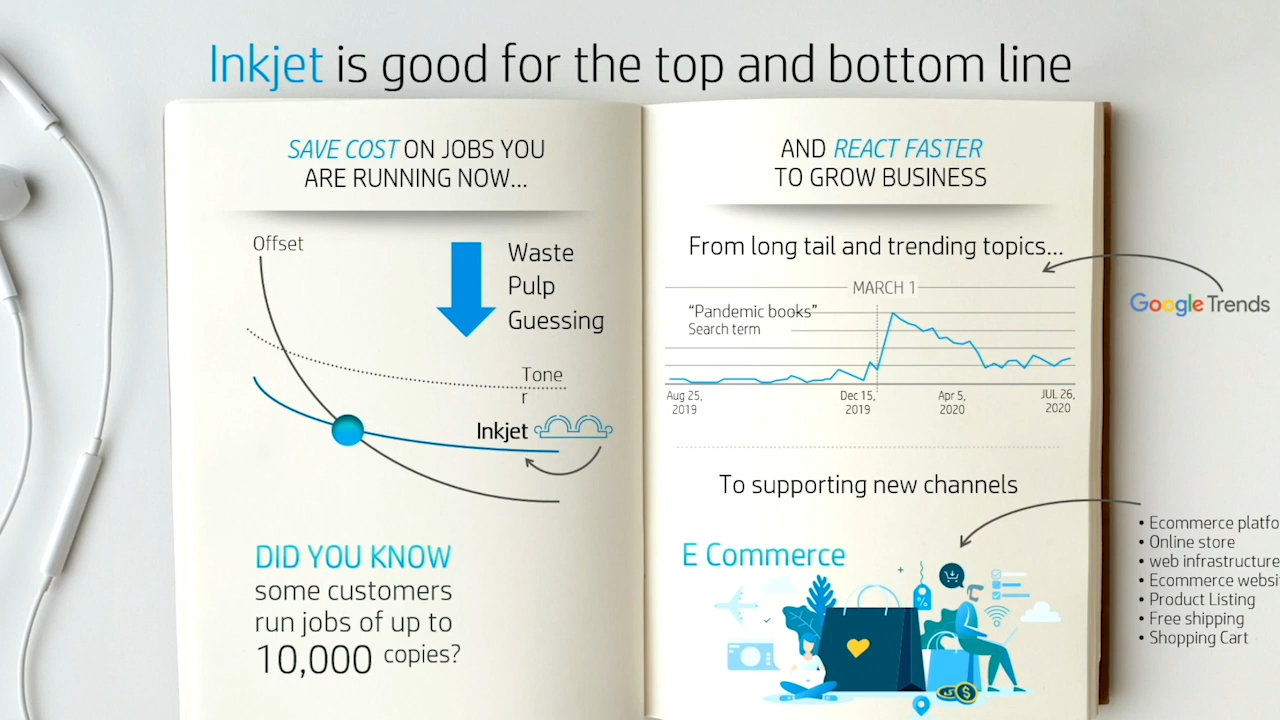 Inkjet is good for the top and bottom line
SAVE COST ON JOBS YOU
ARE RUNNING NOW...
Offset
Waste
Pulp
Guessing
Tone
r
Inkjet
DID YOU KNOW
some customers
run jobs of up to
10,000 copies?
AND REACT FASTER
TO GROW BUSINESS
From long tail and trending topics...
MARCH 1
“Pandemic books”
Search term
Aug 25,
2019
Dec 15,
2019
Apr 5,
2020
JUL 26,
2020
Google Trends
To supporting new channels
E Commerce
%
$
• Ecommerce platfo
• Online store
• web infrastructure
• Ecommerce websi
• Product Listing
• Free shipping
• Shopping Cart